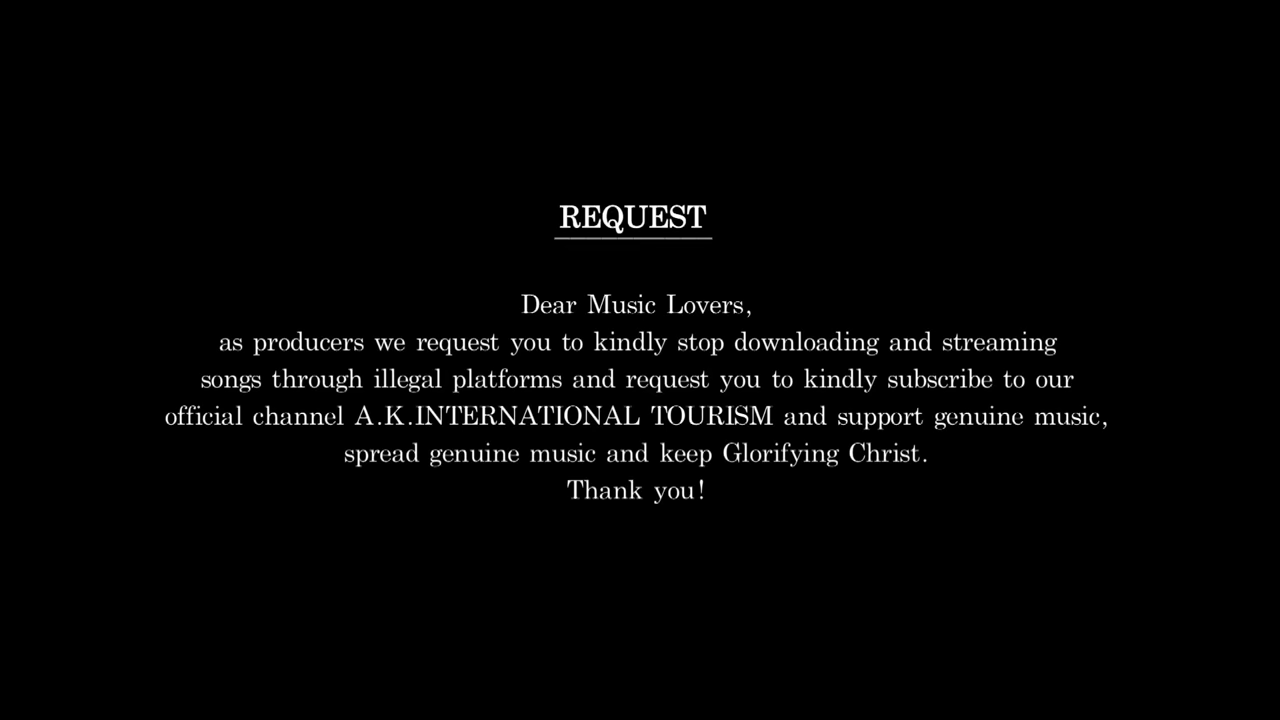 REQUEST
Dear Music Lovers,
as producers we request you to kindly stop downloading and streaming
songs through illegal platforms and request you to kindly subscribe to our
official channel A.K.INTERNATIONAL TOURISM and support genuine music,
spread genuine music and keep Glorifying Christ.
Thank you!